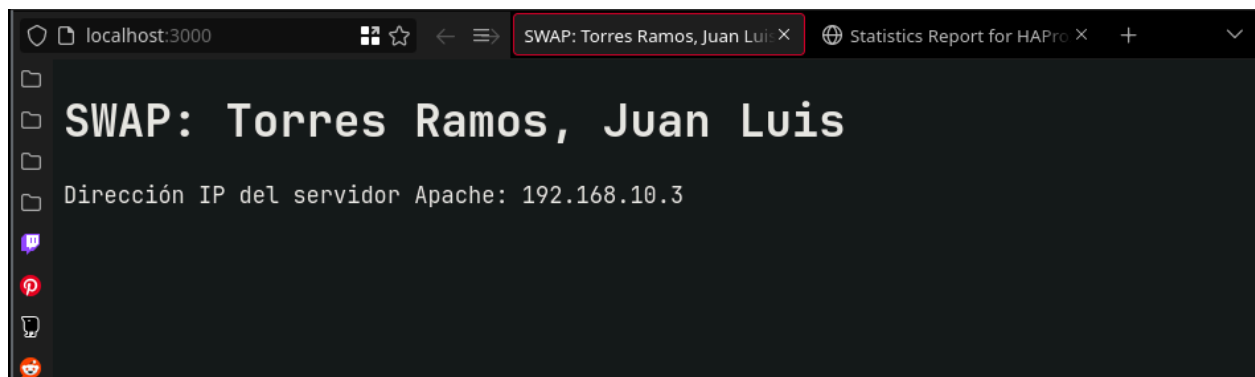 localhost:3000
SWAP: Torres Ramos, Juan Luis
Statistics Report for HAPro
SWAP: Torres Ramos, Juan Luis
Dirección IP del servidor Apache: 192.168.10.3